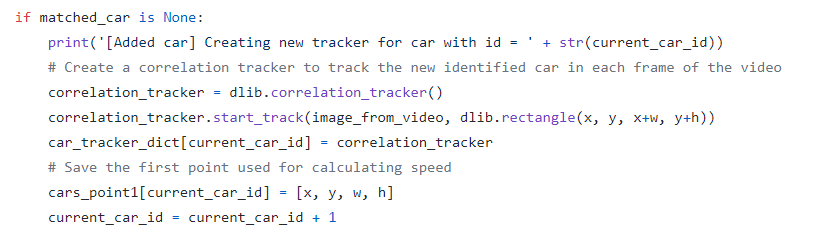 if matched_car is None:
    print('[Added car] Creating new tracker for car with id = ' + str(current_car_id))
    # Create a correlation tracker to track the new identified car in each frame of the video
    correlation_tracker = dlib.correlation_tracker()
    correlation_tracker.start_track(image_from_video, dlib.rectangle(x, y, x+w, y+h))
    car_tracker_dict[current_car_id] = correlation_tracker
    # Save the first point used for calculating speed
    cars_point1[current_car_id] = [x, y, w, h]
    current_car_id = current_car_id + 1